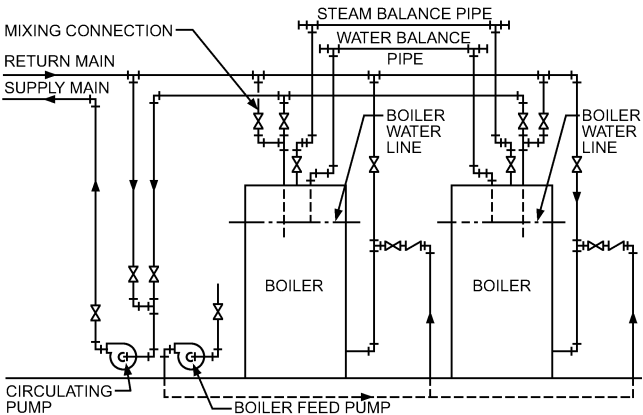 STEAM BALANCE PIPE
MIXING CONNECTION
WATER BALANCE
PIPE
RETURN MAIN
SUPPLY MAIN
BOILER
WATER
LINE
BOILER
WATER
LINE
BOILER
BOILER
CIRCULATING
PUMP
BOILER FEED PUMP